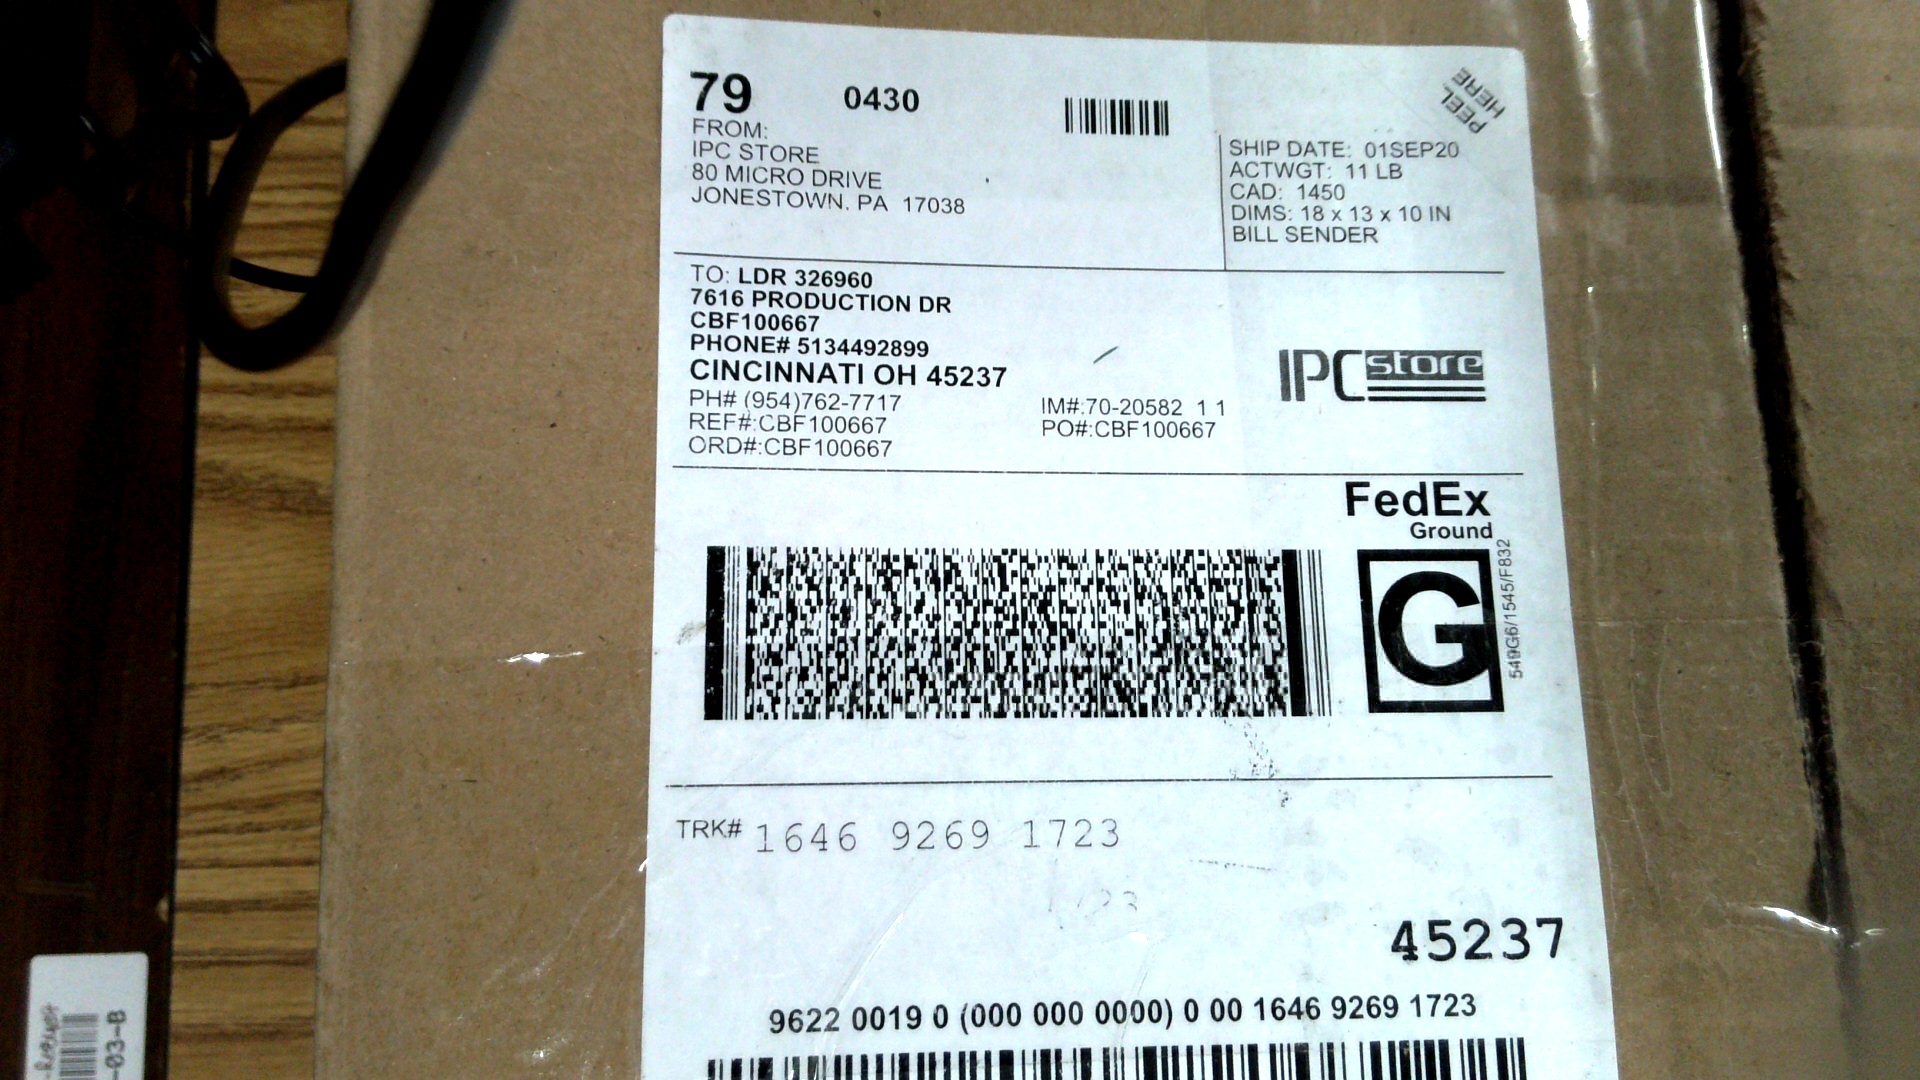 79 0430
FROM:
IPC STORE
80 MICRO DRIVE
JONESTOWN. PA 17038
PEEL
HERE
SHIP DATE: 01SEP20
ACTWGT: 11 LB
CAD: 1450
DIMS: 18 x 13 x 10 IN
BILL SENDER
TO: LDR 326960
7616 PRODUCTION DR
CBF100667
PHONE# 5134492899
CINCINNATI OH 45237
PH# (954)762-7717
REF#:CBF100667
ORD#:CBF100667
IM#:70-20582 1 1
PO#:CBF100667
IPC store
FedEx
Ground
G
549G6/1545/F832
TRK# 1646 9269 1723
45237
9622 0019 0 (000 000 0000) 0 00 1646 9269 1723
-03-B